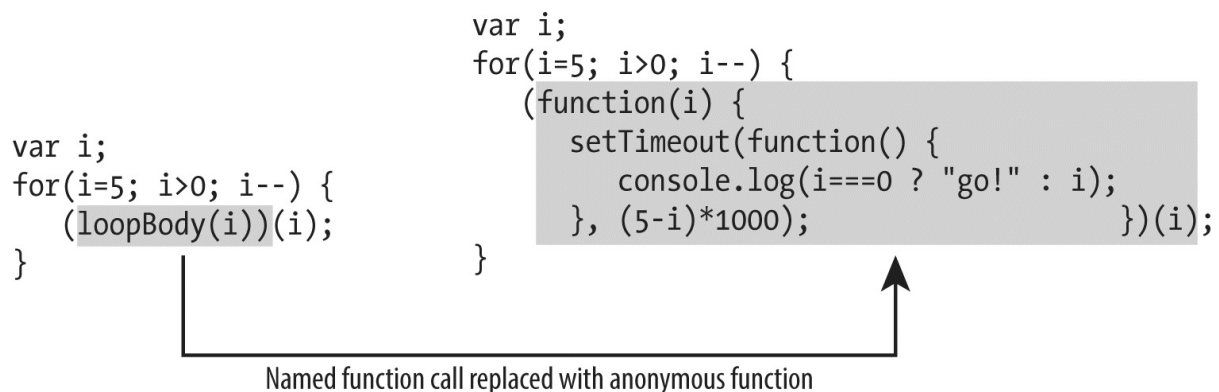 var i;
for(i=5; i>0; i--) {
   (loopBody(i))(i);
}
var i;
for(i=5; i>0; i--) {
   (function(i) {
      setTimeout(function() {
         console.log(i===0 ? "go!" : i);
      }, (5-i)*1000);                })(i);
}
Named function call replaced with anonymous function